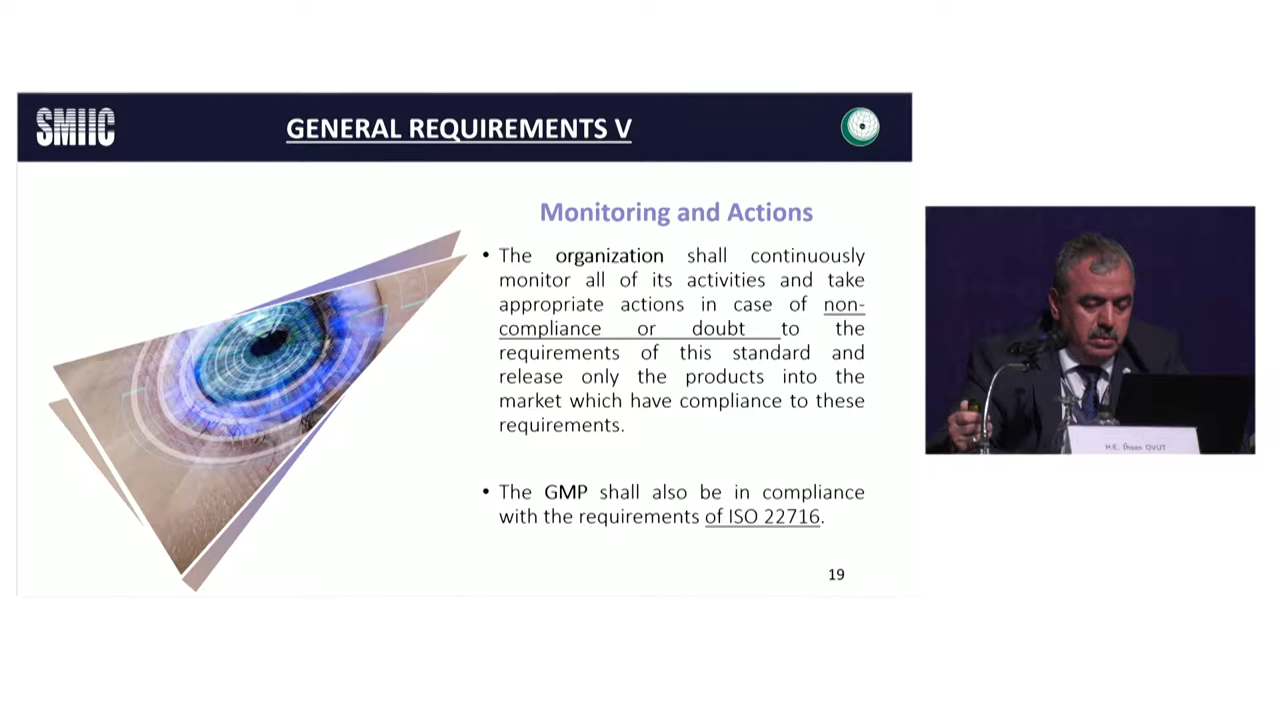 SMIIC
GENERAL REQUIREMENTS V
Monitoring and Actions
• The organization shall continuously
monitor all of its activities and take
appropriate actions in case of non-
compliance or doubt to the
requirements of this standard and
release only the products into the
market which have compliance to these
requirements.
• The GMP shall also be in compliance
with the requirements of ISO 22716.
19
H.E. İhsan OVUT